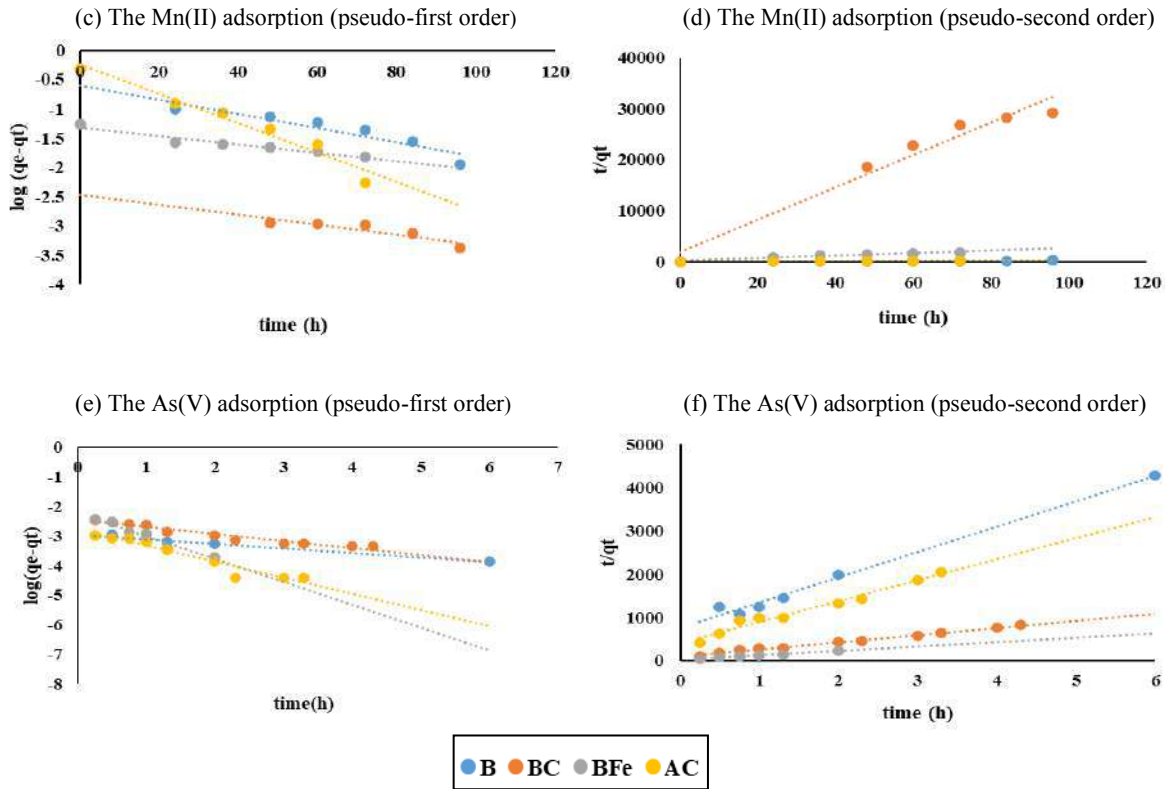 (c) The Mn(II) adsorption (pseudo-first order)
0
0 20 40 60 80 100 120
-0.5
-1
-1.5
-2
-2.5
-3
-3.5
-4
log (qe-qt)
time (h)
(d) The Mn(II) adsorption (pseudo-second order)
40000
30000
20000
10000
0
t/qt
0 20 40 60 80 100 120
time (h)
(e) The As(V) adsorption (pseudo-first order)
0
0 1 2 3 4 5 6 7
-1
-2
-3
-4
-5
-6
-7
-8
log(qe-qt)
time(h)
(f) The As(V) adsorption (pseudo-second order)
5000
4000
3000
2000
1000
0
t/qt
0 1 2 3 4 5 6
time (h)
B BC BFe AC